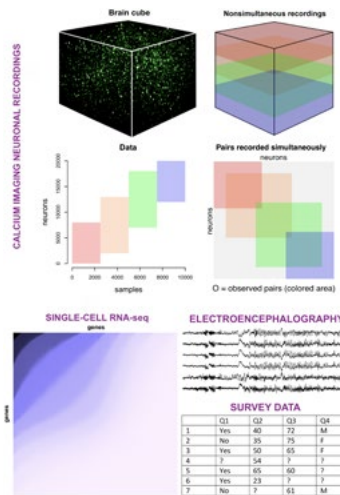 Brain cube
Nonsimultaneous recordings
CALCIUM IMAGING NEURONAL RECORDINGS
Data
neurons
0 5000 10000 15000 20000
0 2000 4000 6000 8000 10000
samples
Pairs recorded simultaneously
neurons
neurons
O = observed pairs (colored area)
SINGLE-CELL RNA-seq
genes
genes
ELECTROENCEPHALOGRAPHY
SURVEY DATA
Q1 Q2 Q3 Q4
1 Yes 40 72 M
2 No 35 75 F
3 Yes 50 65 F
4 ? 54 ? ?
5 Yes 65 60 ?
6 Yes 23 ? ?
7 No ? 61 M